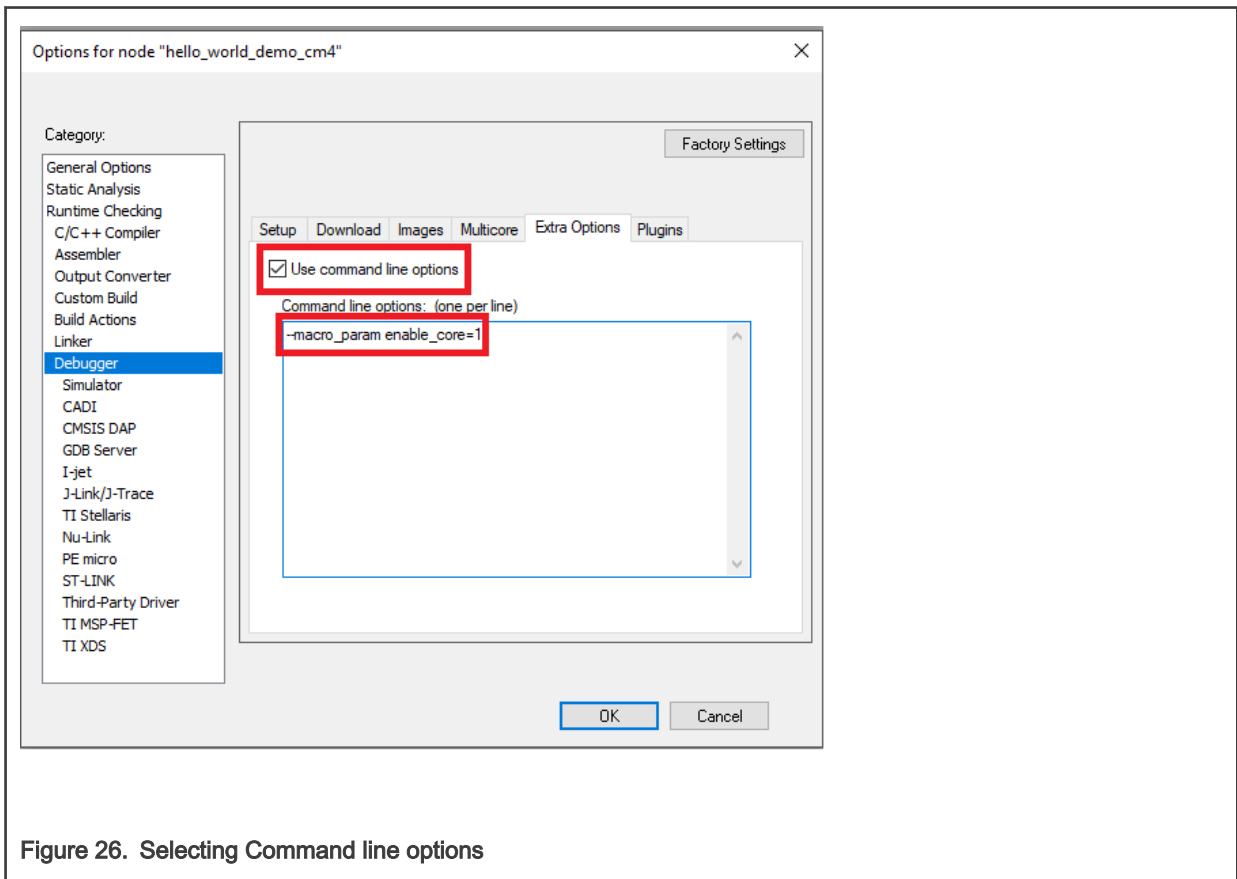 Options for node "hello_world_demo_cm4"
Category:
Factory Settings
General Options
Static Analysis
Runtime Checking
C/C++ Compiler
Assembler
Output Converter
Custom Build
Build Actions
Linker
Debugger
Simulator
CADI
CMSIS DAP
GDB Server
I-jet
J-Link/J-Trace
TI Stellaris
Nu-Link
PE micro
ST-LINK
Third-Party Driver
TI MSP-FET
TI XDS
Setup Download Images Multicore Extra Options Plugins
Use command line options
Command line options: (one per line)
--macro_param enable_core=1
OK Cancel
Figure 26. Selecting Command line options